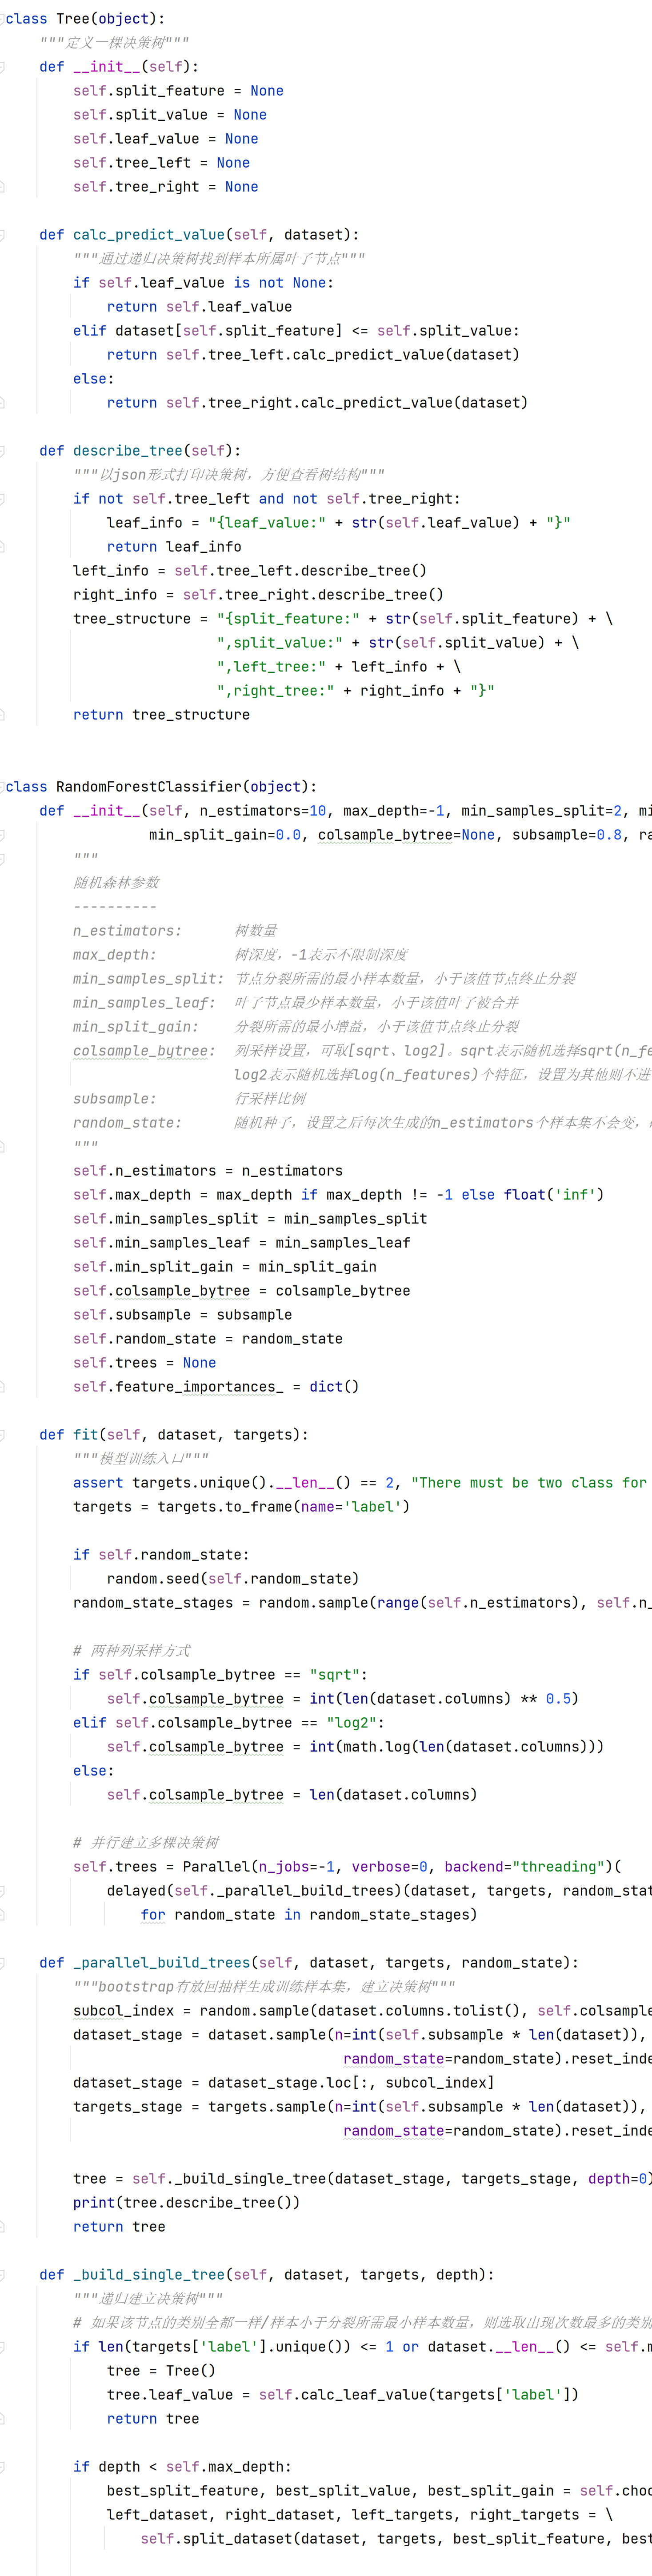 class Tree(object):
    """定义一棵决策树"""
    def __init__(self):
        self.split_feature = None
        self.split_value = None
        self.leaf_value = None
        self.tree_left = None
        self.tree_right = None
    def calc_predict_value(self, dataset):
        """通过递归决策树找到样本所属叶子节点"""
        if self.leaf_value is not None:
            return self.leaf_value
        elif dataset[self.split_feature] <= self.split_value:
            return self.tree_left.calc_predict_value(dataset)
        else:
            return self.tree_right.calc_predict_value(dataset)
    def describe_tree(self):
        """以json形式打印决策树，方便查看树结构"""
        if not self.tree_left and not self.tree_right:
            leaf_info = "{leaf_value:" + str(self.leaf_value) + "}"
            return leaf_info
        left_info = self.tree_left.describe_tree()
        right_info = self.tree_right.describe_tree()
        tree_structure = "{split_feature:" + str(self.split_feature) + \
                         ",split_value:" + str(self.split_value) + \
                         ",left_tree:" + left_info + \
                         ",right_tree:" + right_info + "}"
        return tree_structure
class RandomForestClassifier(object):
    def __init__(self, n_estimators=10, max_depth=-1, min_samples_split=2, mi
                 min_split_gain=0.0, colsample_bytree=None, subsample=0.8, ra
        """
        随机森林参数
        ----------
        n_estimators:      树数量
        max_depth:         树深度，-1表示不限制深度
        min_samples_split: 节点分裂所需的最小样本数量，小于该值节点终止分裂
        min_samples_leaf:  叶子节点最少样本数量，小于该值叶子被合并
        min_split_gain:    分裂所需的最小增益，小于该值节点终止分裂
        colsample_bytree:  列采样设置，可取[sqrt、log2]。sqrt表示随机选择sqrt(n_fe
                           log2表示随机选择log(n_features)个特征，设置为其他则不进
        subsample:         行采样比例
        random_state:      随机种子，设置之后每次生成的n_estimators个样本集不会变，
        """
        self.n_estimators = n_estimators
        self.max_depth = max_depth if max_depth != -1 else float('inf')
        self.min_samples_split = min_samples_split
        self.min_samples_leaf = min_samples_leaf
        self.min_split_gain = min_split_gain
        self.colsample_bytree = colsample_bytree
        self.subsample = subsample
        self.random_state = random_state
        self.trees = None
        self.feature_importances_ = dict()
    def fit(self, dataset, targets):
        """模型训练入口"""
        assert targets.unique().__len__() == 2, "There must be two class for
        targets = targets.to_frame(name='label')
        if self.random_state:
            random.seed(self.random_state)
        random_state_stages = random.sample(range(self.n_estimators), self.n_
        # 两种列采样方式
        if self.colsample_bytree == "sqrt":
            self.colsample_bytree = int(len(dataset.columns) ** 0.5)
        elif self.colsample_bytree == "log2":
            self.colsample_bytree = int(math.log(len(dataset.columns)))
        else:
            self.colsample_bytree = len(dataset.columns)
        # 并行建立多棵决策树
        self.trees = Parallel(n_jobs=-1, verbose=0, backend="threading")(
            delayed(self._parallel_build_trees)(dataset, targets, random_stat
                for random_state in random_state_stages)
    def _parallel_build_trees(self, dataset, targets, random_state):
        """bootstrap有放回抽样生成训练样本集，建立决策树"""
        subcol_index = random.sample(dataset.columns.tolist(), self.colsample
        dataset_stage = dataset.sample(n=int(self.subsample * len(dataset)),
                                        random_state=random_state).reset_inde
        dataset_stage = dataset_stage.loc[:, subcol_index]
        targets_stage = targets.sample(n=int(self.subsample * len(dataset)),
                                        random_state=random_state).reset_inde
        tree = self._build_single_tree(dataset_stage, targets_stage, depth=0)
        print(tree.describe_tree())
        return tree
    def _build_single_tree(self, dataset, targets, depth):
        """递归建立决策树"""
        # 如果该节点的类别全都一样/样本小于分裂所需最小样本数量，则选取出现次数最多的类别
        if len(targets['label'].unique()) <= 1 or dataset.__len__() <= self.m
            tree = Tree()
            tree.leaf_value = self.calc_leaf_value(targets['label'])
            return tree
        if depth < self.max_depth:
            best_split_feature, best_split_value, best_split_gain = self.choo
            left_dataset, right_dataset, left_targets, right_targets = \
                self.split_dataset(dataset, targets, best_split_feature, best